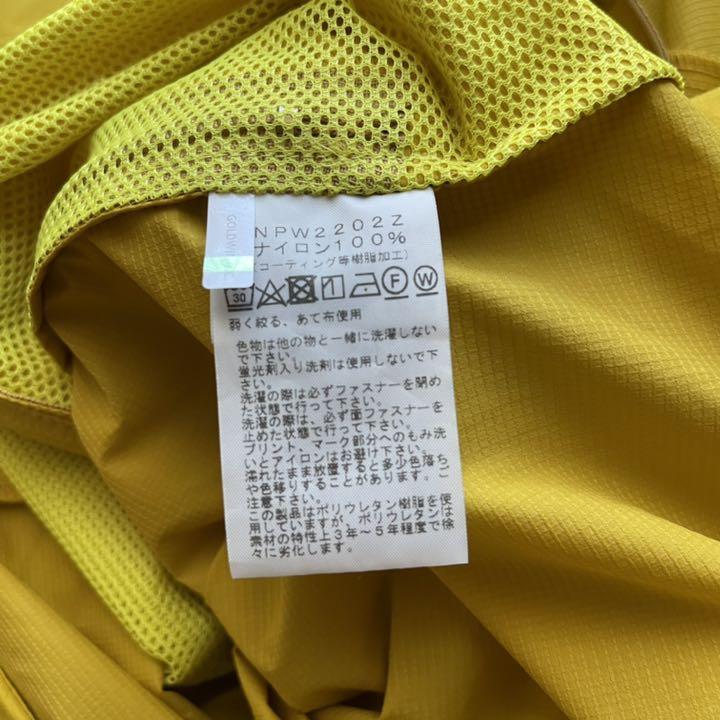 GOLDWI
NPW2202Z
ナイロン100%
(コーティング等樹脂加工)
30 F W
弱く絞る、あて布使用
色物は他の物と一緒に洗濯しない
で下さい。
蛍光剤入り洗剤は使用しないで下
さい。
洗濯の際は必ずファスナーを閉め
た状態で行って下さい。
洗濯の際は、必ず面ファスナーを
止めた状態で行って下さい。
プリント、マーク部分へのもみ洗
いとアイロンはお避け下さい。
濡れたまま放置すると多少色落ち
や色移りすることがあります。ご
注意下さい。
この製品はポリウレタン樹脂を使
用していますが、ポリウレタンは
素材の特性上3年~5年程度で徐
々に劣化します。